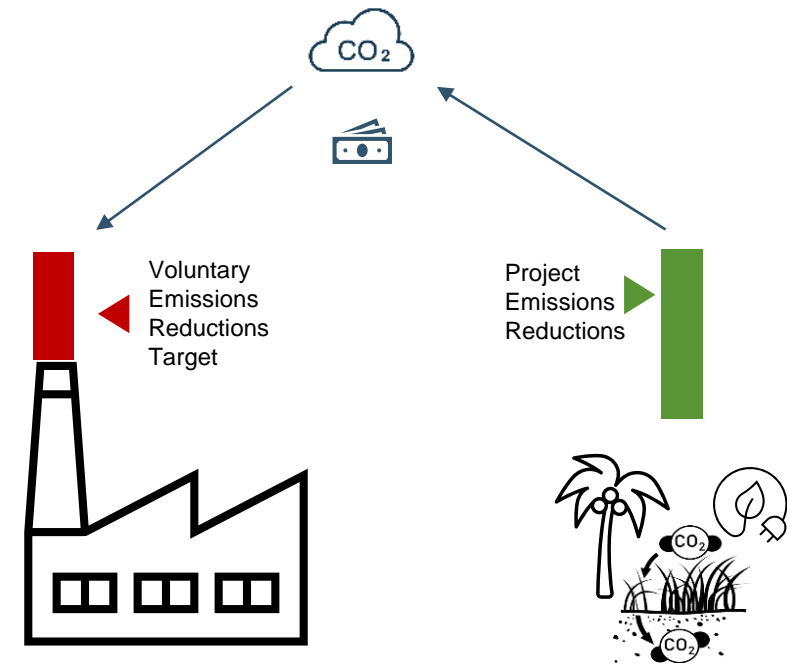 CO₂
Voluntary
Emissions
Reductions
Target
Project
Emissions
Reductions
CO₂
CO₂